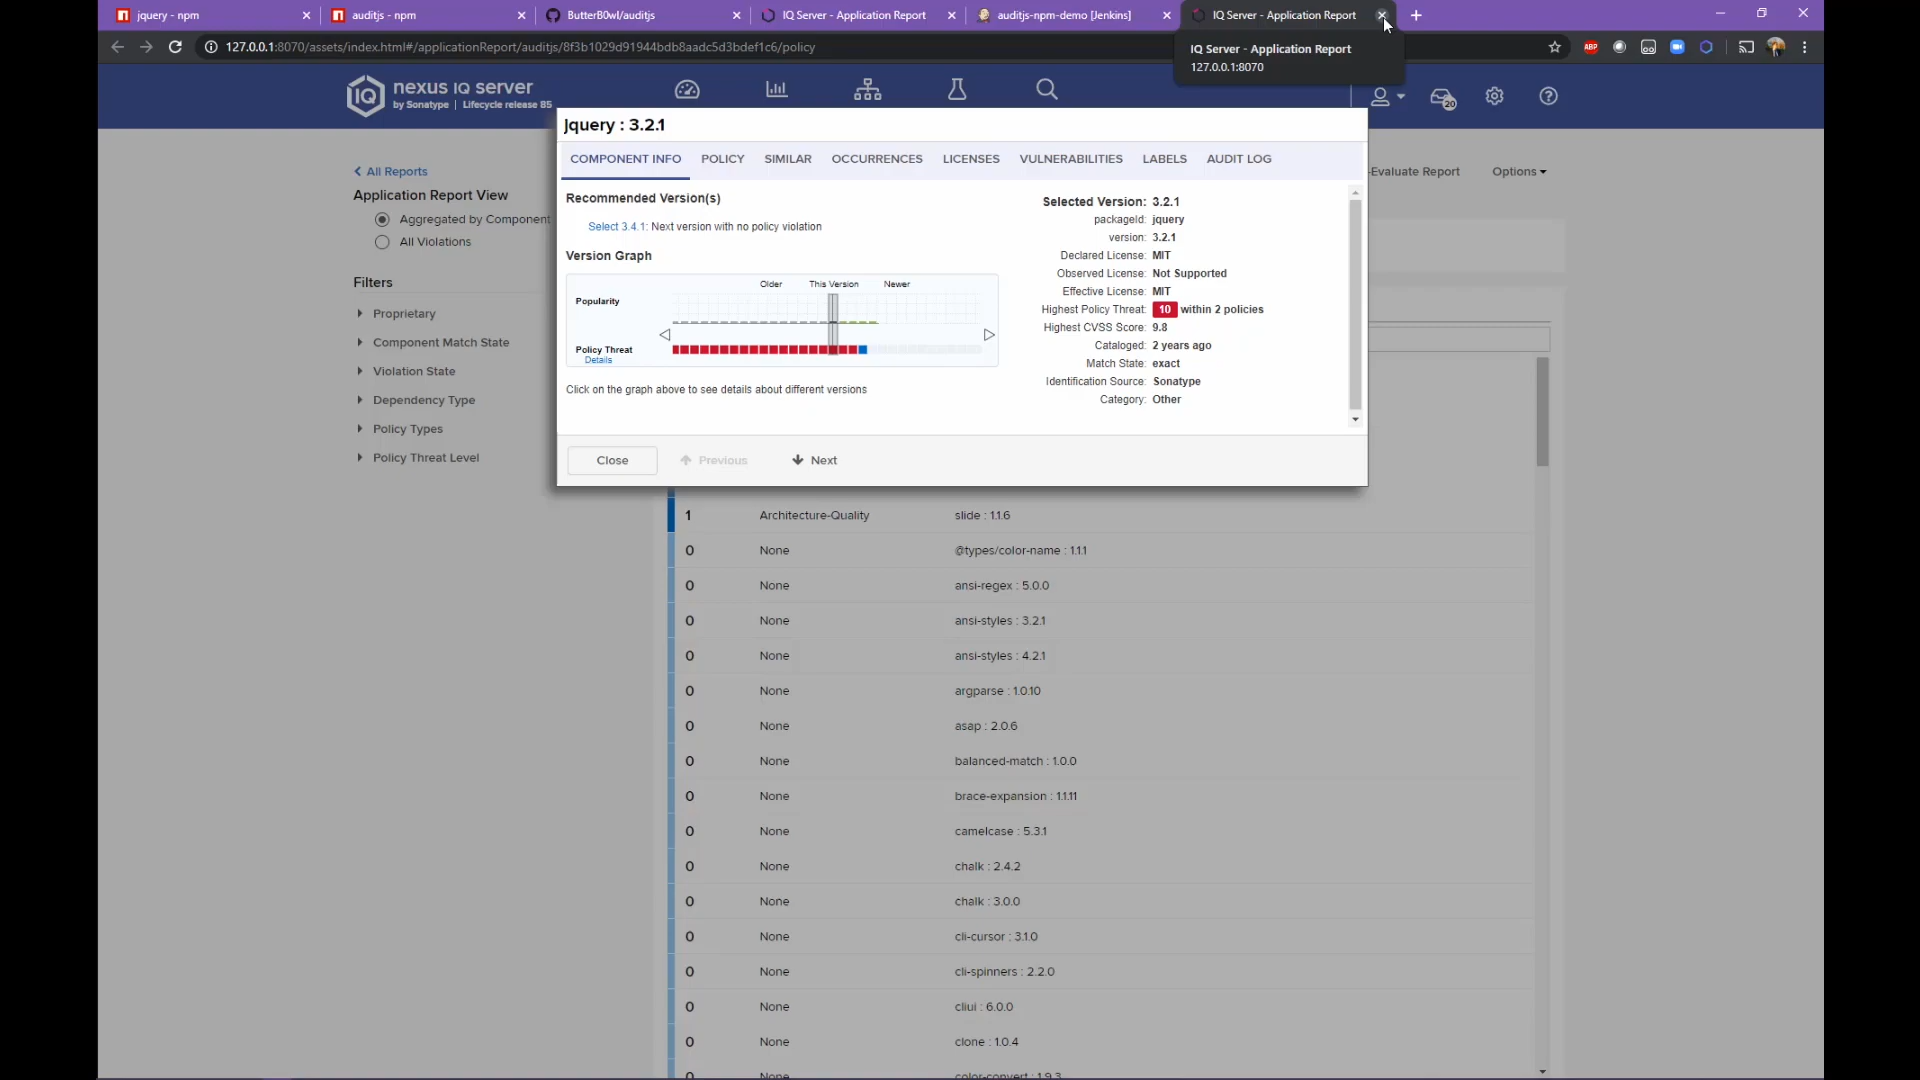 jquery - npm
auditjs - npm
ButterB0wl/auditjs
IQ Server - Application Report
auditjs-npm-demo [Jenkins]
IQ Server - Application Report
127.0.0.1:8070/assets/index.html#/applicationReport/auditjs/8f3b1029d91944bdb8aadc5d3bdef1c6/policy
ABP
IQ Server - Application Report
127.0.0.1:8070
IQ
nexus IQ server
by Sonatype | Lifecycle release 85
20
All Reports
Application Report View
Aggregated by Component
All Violations
Filters
Proprietary
Component Match State
Violation State
Dependency Type
Policy Types
Policy Threat Level
-Evaluate Report
Options
jquery : 3.2.1
COMPONENT INFO POLICY SIMILAR OCCURRENCES LICENSES VULNERABILITIES LABELS AUDIT LOG
Recommended Version(s)
Select 3.4.1: Next version with no policy violation
Version Graph
Older This Version Newer
Popularity
Policy Threat
Details
Click on the graph above to see details about different versions
Selected Version: 3.2.1
packageId: jquery
version: 3.2.1
Declared License: MIT
Observed License: Not Supported
Effective License: MIT
Highest Policy Threat: 10 within 2 policies
Highest CVSS Score: 9.8
Cataloged: 2 years ago
Match State: exact
Identification Source: Sonatype
Category: Other
Close Previous Next
1 Architecture-Quality slide : 1.1.6
0 None @types/color-name : 1.1.1
0 None ansi-regex : 5.0.0
0 None ansi-styles : 3.2.1
0 None ansi-styles : 4.2.1
0 None argparse : 1.0.10
0 None asap : 2.0.6
0 None balanced-match : 1.0.0
0 None brace-expansion : 1.1.11
0 None camelcase : 5.3.1
0 None chalk : 2.4.2
0 None chalk : 3.0.0
0 None cli-cursor : 3.1.0
0 None cli-spinners : 2.2.0
0 None cliui : 6.0.0
0 None clone : 1.0.4
0 None color-convert : 1.9.3